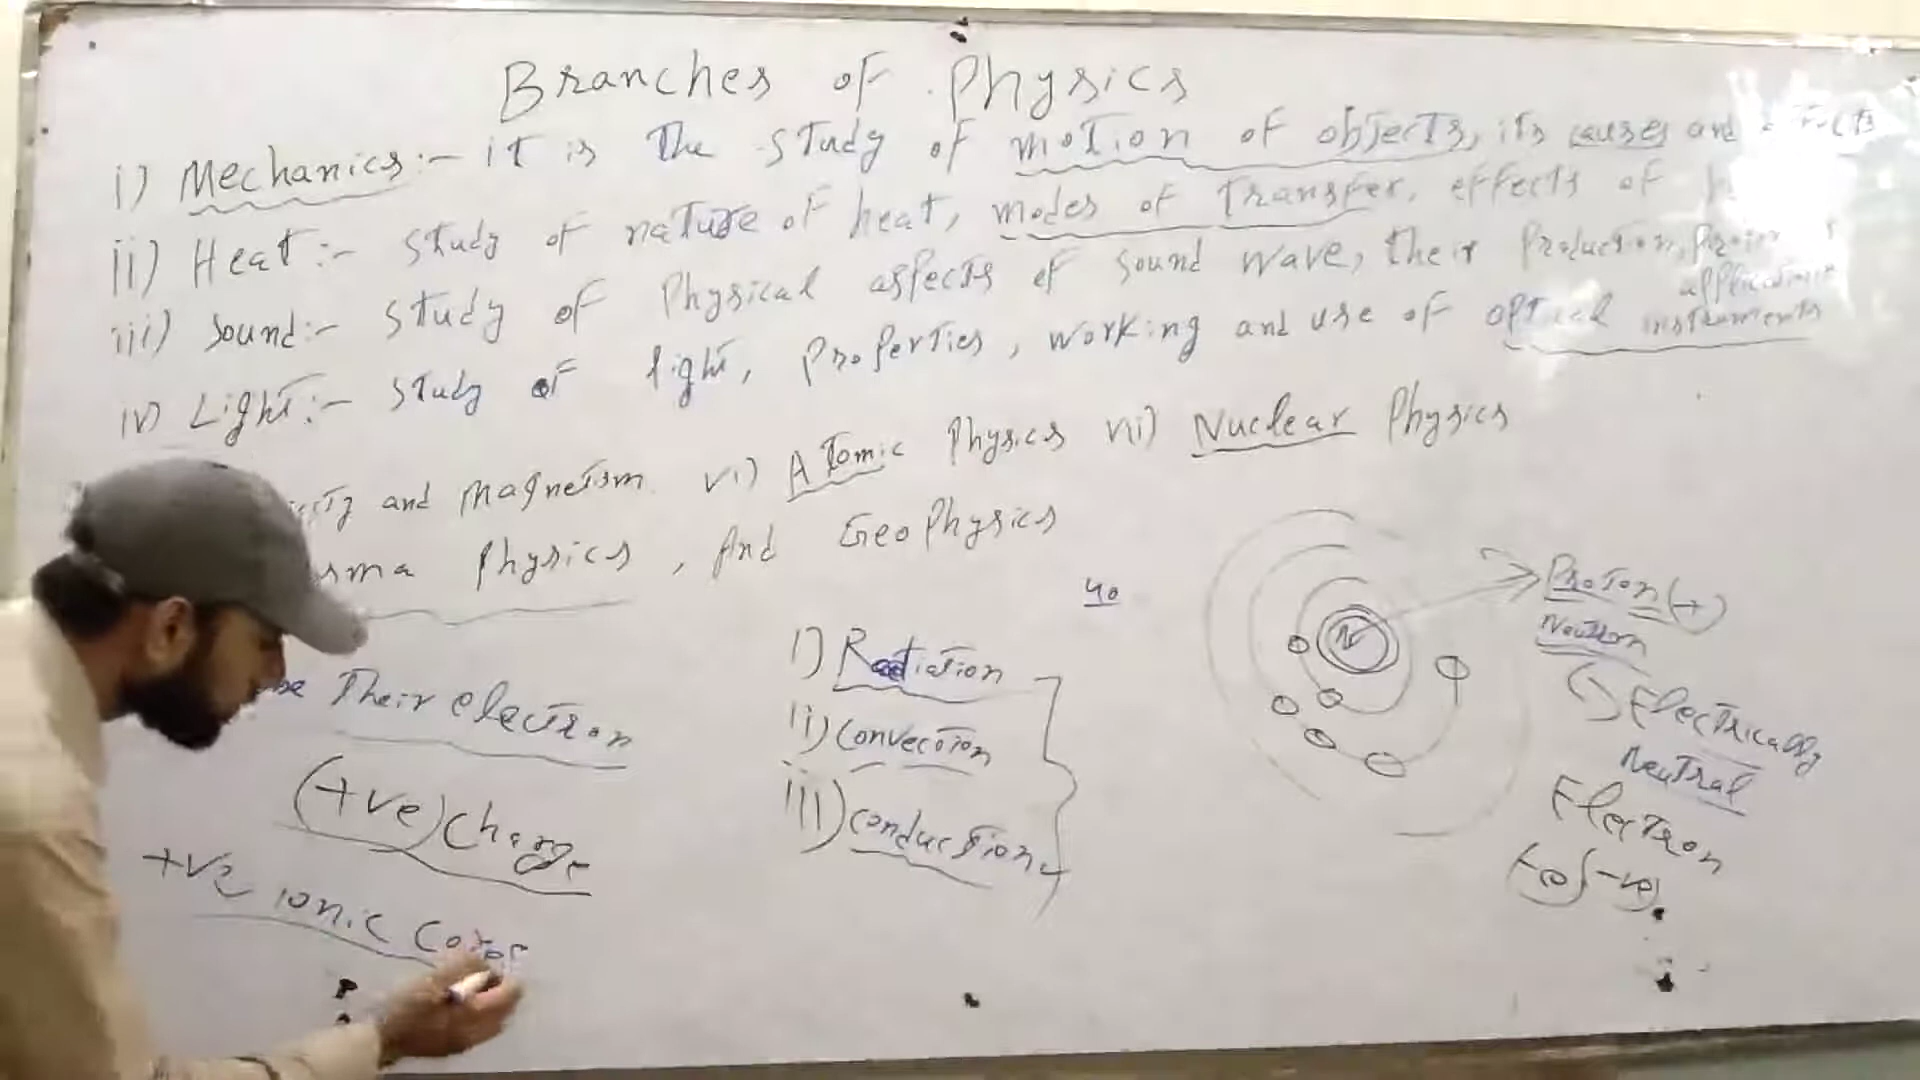 Branches of Physics
i) Mechanics:- it is the study of motion of objects, its causes and
ii) Heat:- study of nature of heat, modes of transfer, effects of
iii) Sound:- study of Physical aspects of sound wave, their Production,
applications
iv) Light:- study of light, Properties, working and use of optical instruments
and magnetism vi) Atomic Physics vii) Nuclear Physics
Physics, And Geophysics
40
Their electron
(+ve)charge
+ve ionic
i) Radiation
ii) convection
iii) conduction
N
Proton (+)
Neutron
Electrically
Neutral
Electron